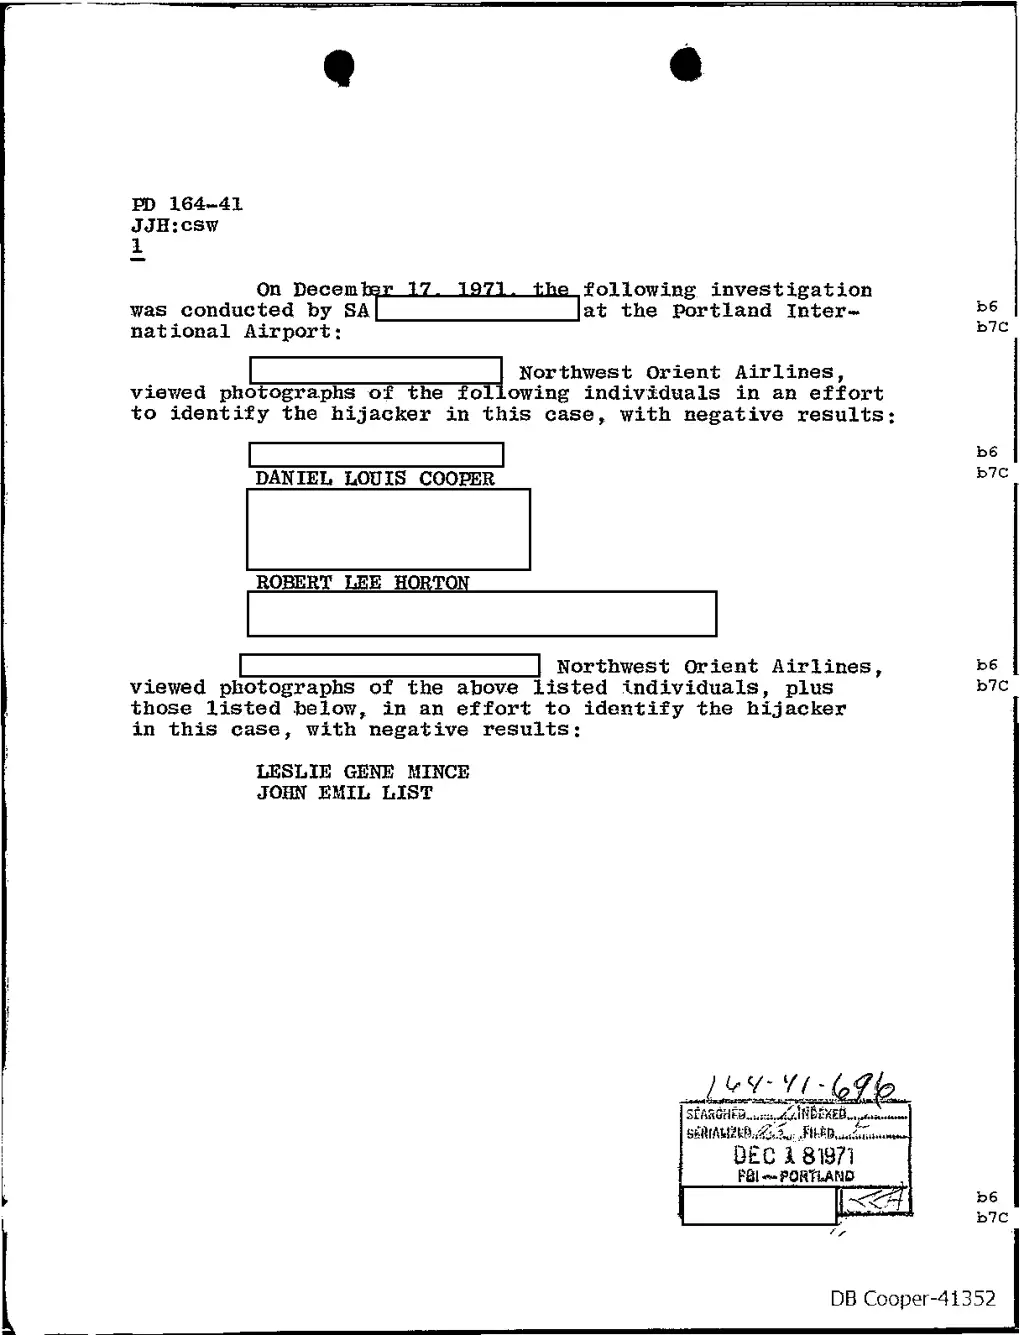 PD 164-41
JJH:csw
1
On December 17, 1971, the following investigation
was conducted by SA at the Portland Inter-
b6
national Airport:
b7C
Northwest Orient Airlines,
viewed photographs of the following individuals in an effort
to identify the hijacker in this case, with negative results:
b6
DANIEL LOUIS COOPER
b7C
ROBERT LEE HORTON
Northwest Orient Airlines,
b6
viewed photographs of the above listed individuals, plus
b7C
those listed below, in an effort to identify the hijacker
in this case, with negative results:
LESLIE GENE MINCE
JOHN EMIL LIST
164-41-696
SEARCHED INDEXED
SERIALIZED FILED
DEC 18 1971
FBI — PORTLAND
b6
b7C
DB Cooper-41352